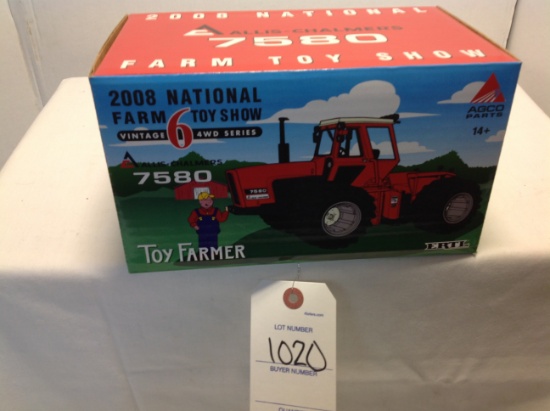 2008 NATIONAL
ALLIS-CHALMERS
7580
FARM TOY SHOW
2008 NATIONAL
FARM 6 TOY SHOW
VINTAGE 4WD SERIES
ALLIS-CHALMERS
7580
AGCO
PARTS
14+
7580
TOY FARMER
ERTL
LOT NUMBER
1020
BUYER NUMBER